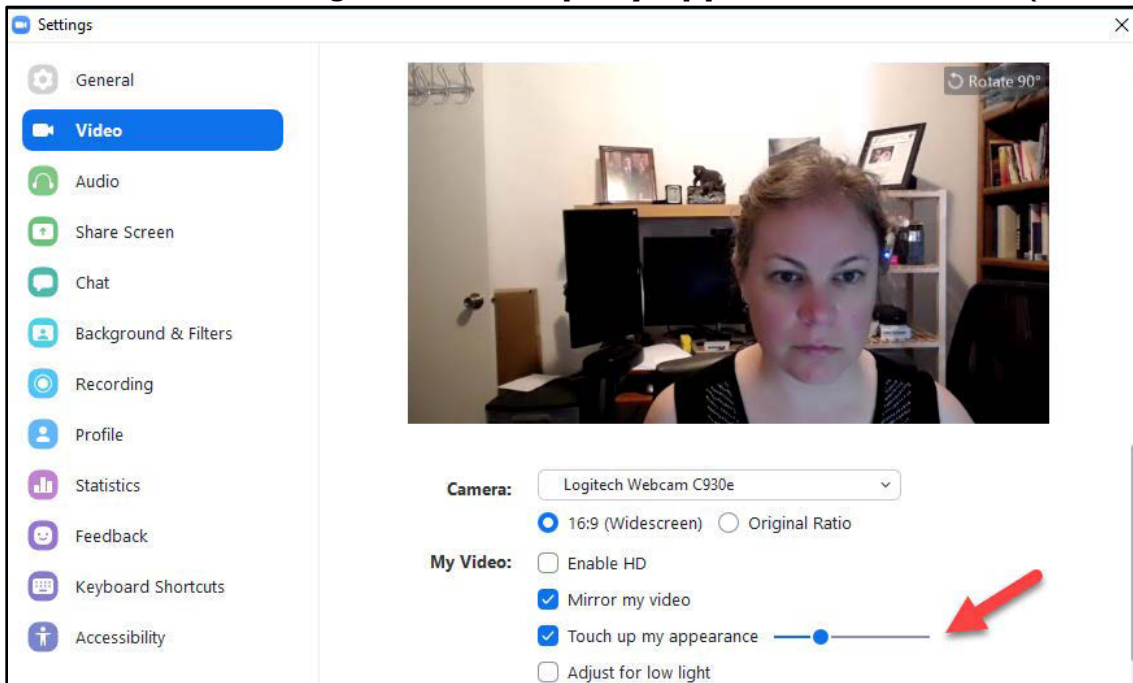 Settings
General
Video
Audio
Share Screen
Chat
Background & Filters
Recording
Profile
Statistics
Feedback
Keyboard Shortcuts
Accessibility
Rotate 90°
Camera: Logitech Webcam C930e
16:9 (Widescreen) Original Ratio
My Video: Enable HD
Mirror my video
Touch up my appearance
Adjust for low light